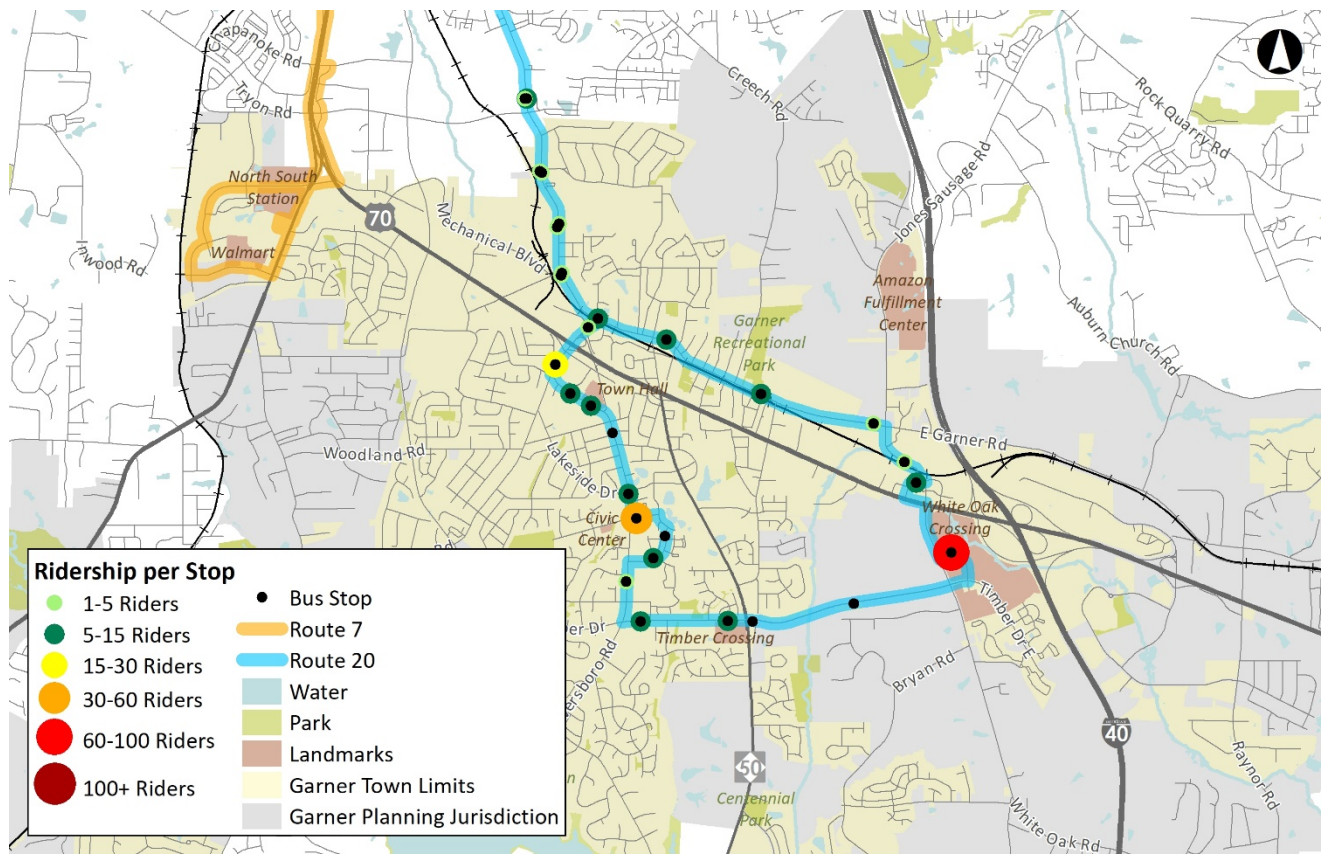 Chapanoke Rd
Tryon Rd
Creech Rd
Rock Quarry Rd
North South
Station
Jones Sausage Rd
70
Mechanical Blvd
Inwood Rd
Walmart
Amazon
Fulfillment
Center
Auburn-Church Rd
Garner
Recreational
Park
Town Hall
E Garner Rd
Woodland Rd
Lakeside Dr
White Oak
Crossing
Civic
Center
Timber Dr E
Timber Crossing
Bryan Rd
40
50
Raynor Rd
Centennial
Park
White Oak Rd
Ridership per Stop
1-5 Riders
5-15 Riders
15-30 Riders
30-60 Riders
60-100 Riders
100+ Riders
Bus Stop
Route 7
Route 20
Water
Park
Landmarks
Garner Town Limits
Garner Planning Jurisdiction